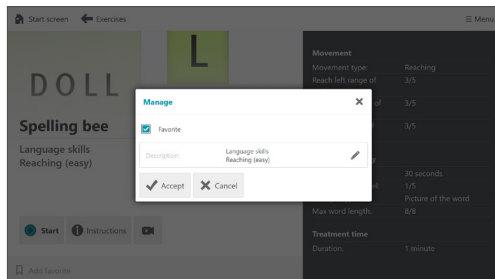 Start screen
Exercises
Menu
DOLL
L
Spelling bee
Language skills
Reaching (easy)
Start
Instructions
Add favorite
Manage
Favorite
Description:
Language skills
Reaching (easy)
Accept
Cancel
Movement
Movement type: Reaching
Reach left range of 3/5
of 3/5
3/5
30 seconds
1/5
Picture of the word
Max word length: 8/8
Treatment time
Duration: 1 minute